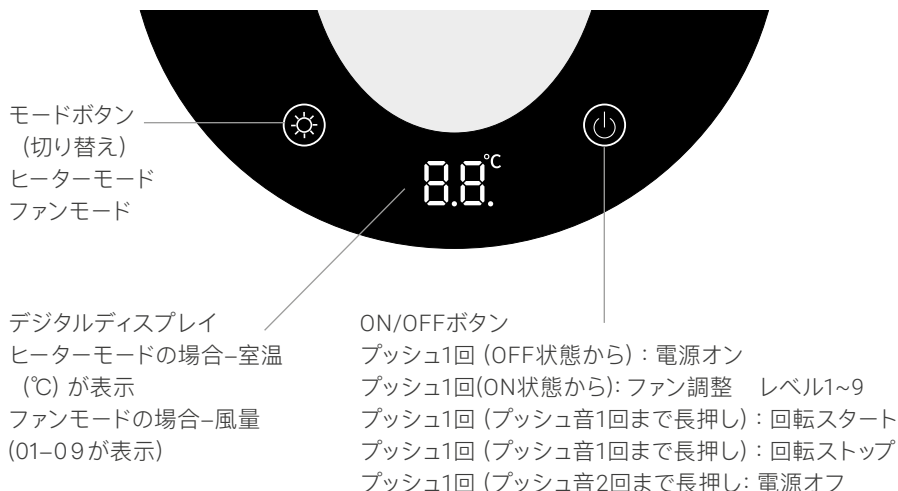 モードボタン
（切り替え）
ヒーターモード
ファンモード
8.8.℃
デジタルディスプレイ
ヒーターモードの場合–室温
（℃）が表示
ファンモードの場合–風量
(01–09が表示)
ON/OFFボタン
プッシュ1回（OFF状態から）：電源オン
プッシュ1回(ON状態から)：ファン調整　レベル1~9
プッシュ1回（プッシュ音1回まで長押し）：回転スタート
プッシュ1回（プッシュ音1回まで長押し）：回転ストップ
プッシュ1回（プッシュ音2回まで長押し：電源オフ